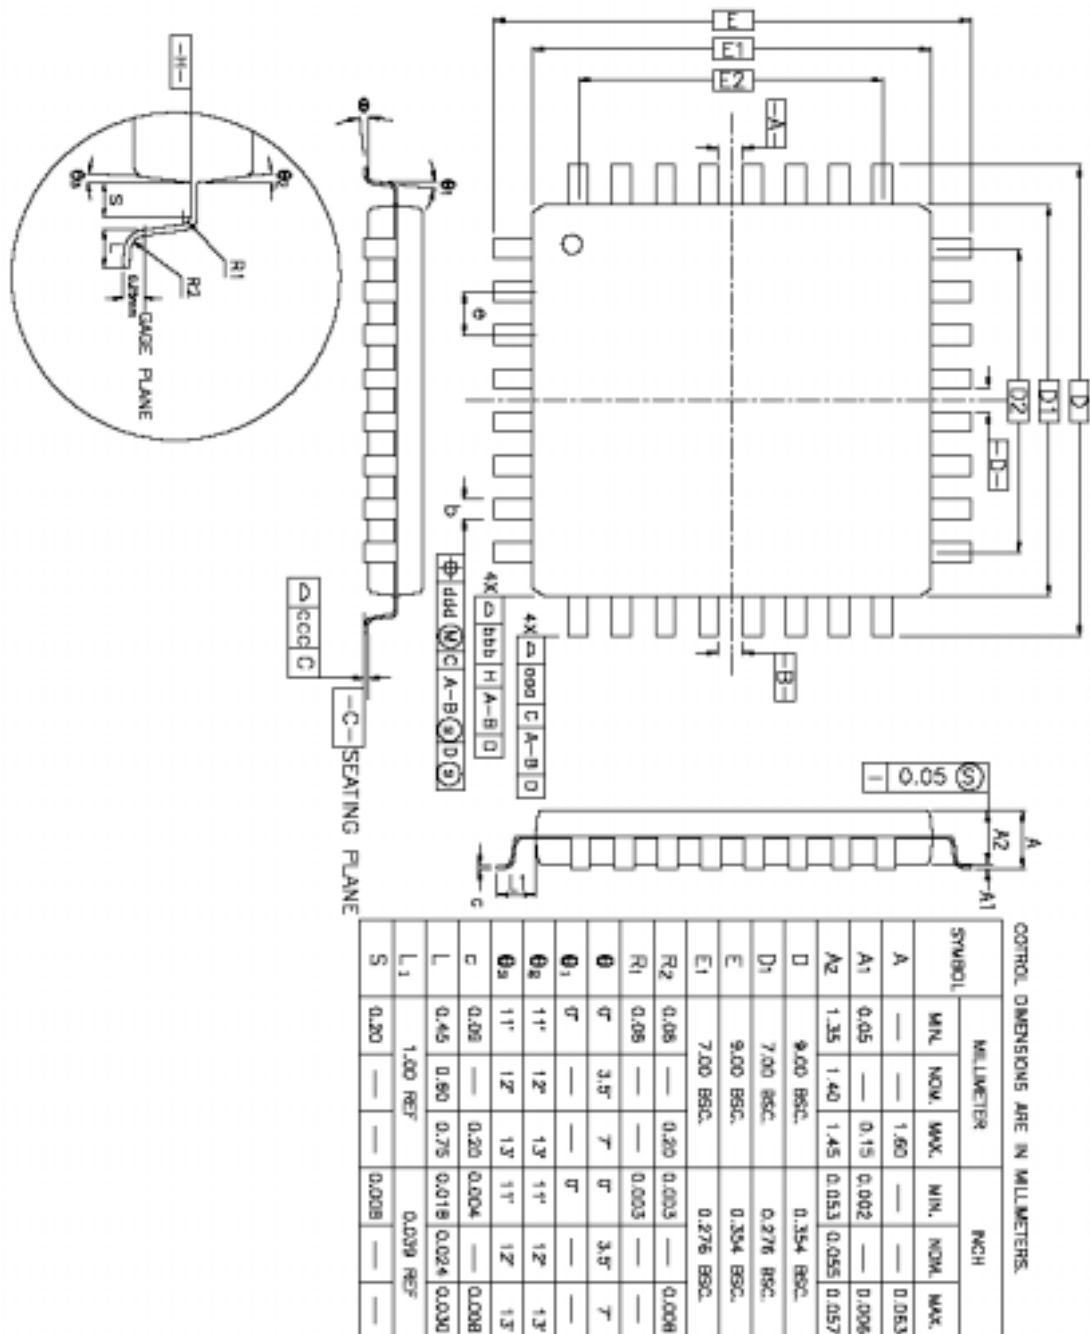 COTROL DIMENSIONS ARE IN MILLIMETERS.
SYMBOL MILLIMETER INCH
MIN. NOM. MAX. MIN. NOM. MAX.
A — — 1.60 — — 0.063
A1 0.05 — 0.15 0.002 — 0.006
A2 1.35 1.40 1.45 0.053 0.055 0.057
D 9.00 BSC. 0.354 BSC.
D1 7.00 BSC. 0.276 BSC.
E 9.00 BSC. 0.354 BSC.
E1 7.00 BSC. 0.276 BSC.
R2 0.08 — 0.20 0.003 — 0.008
R1 0.08 — — 0.003 — —
θ 0° 3.5° 7° 0° 3.5° 7°
θ1 0° — — 0° — —
θ2 11° 12° 13° 11° 12° 13°
θ3 11° 12° 13° 11° 12° 13°
c 0.09 — 0.20 0.004 — 0.008
L 0.45 0.60 0.75 0.018 0.024 0.030
L1 1.00 REF 0.039 REF
S 0.20 — — 0.008 — —
E
E1
E2
-A-
D
D1
D2
-D-
-B-
e
b
4X aaa C A-B D
4X bbb H A-B D
ddd M C A-B S D S
ccc C
-C- SEATING PLANE
0.05 S
A
A2
A1
L1
c
θ
θ1
-H-
θ2
θ3
S
L
R1
R2
0.25mm
GAGE PLANE